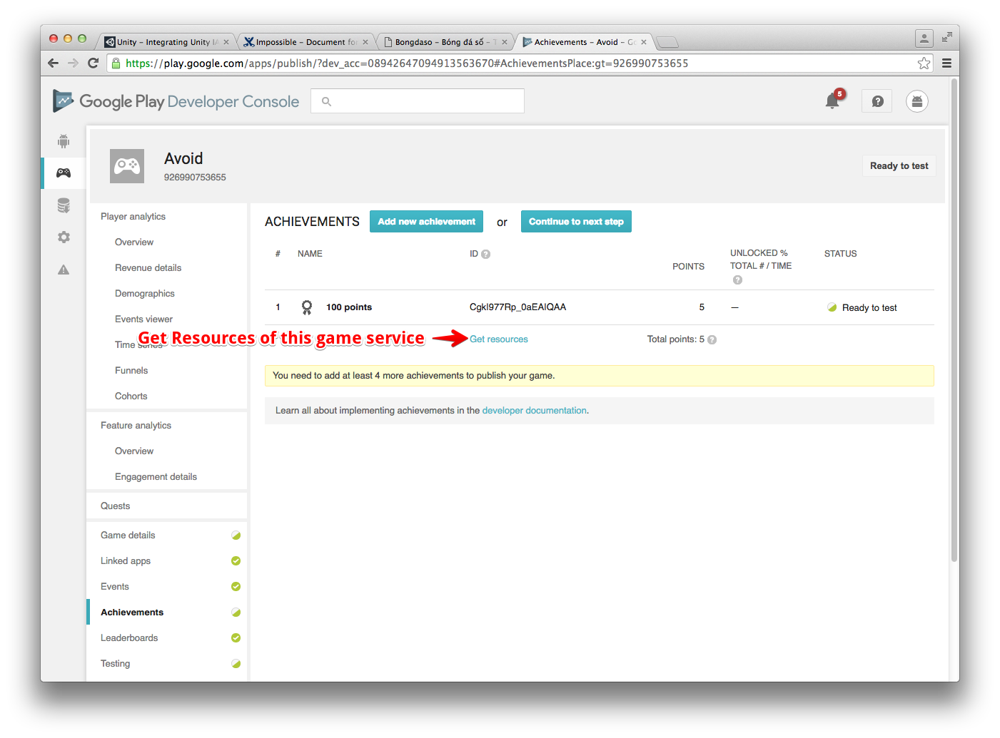 Unity – Integrating Unity IA
Impossible – Document for
Bongdaso – Bóng đá số – T
Achievements – Avoid – Go
https://play.google.com/apps/publish/?dev_acc=08942647094913563670#AchievementsPlace:gt=926990753655
Google Play Developer Console
5
Avoid
926990753655
Ready to test
Player analytics
Overview
Revenue details
Demographics
Events viewer
Time series
Funnels
Cohorts
Feature analytics
Overview
Engagement details
Quests
Game details
Linked apps
Events
Achievements
Leaderboards
Testing
ACHIEVEMENTS Add new achievement or Continue to next step
# NAME ID ? POINTS UNLOCKED % STATUS
TOTAL # / TIME
?
1 100 points CgkI977Rp_0aEAIQAA 5 — Ready to test
Get Resources of this game service
Get resources Total points: 5 ?
You need to add at least 4 more achievements to publish your game.
Learn all about implementing achievements in the developer documentation.